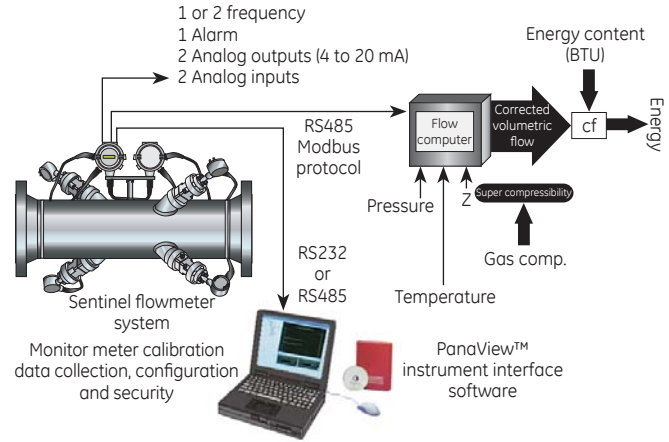 1 or 2 frequency
1 Alarm
2 Analog outputs (4 to 20 mA)
2 Analog inputs
Energy content
(BTU)
Energy
RS485
Modbus
protocol
Flow
computer
Corrected
volumetric
flow
cf
Pressure
Z
Super compressibility
Gas comp.
Temperature
RS232
or
RS485
Sentinel flowmeter
system
Monitor meter calibration
data collection, configuration
and security
PanaView™
instrument interface
software